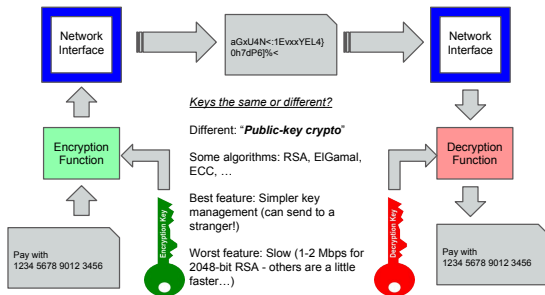 Network
Interface
aGxU4N<:1EvxxYEL4}
0h7dP6]%<
Network
Interface
Keys the same or different?
Different: “Public-key crypto”
Some algorithms: RSA, ElGamal,
ECC, …
Best feature: Simpler key
management (can send to a
stranger!)
Worst feature: Slow (1-2 Mbps for
2048-bit RSA - others are a little
faster…)
Encryption
Function
Decryption
Function
Encryption Key
Decryption Key
Pay with
1234 5678 9012 3456
Pay with
1234 5678 9012 3456